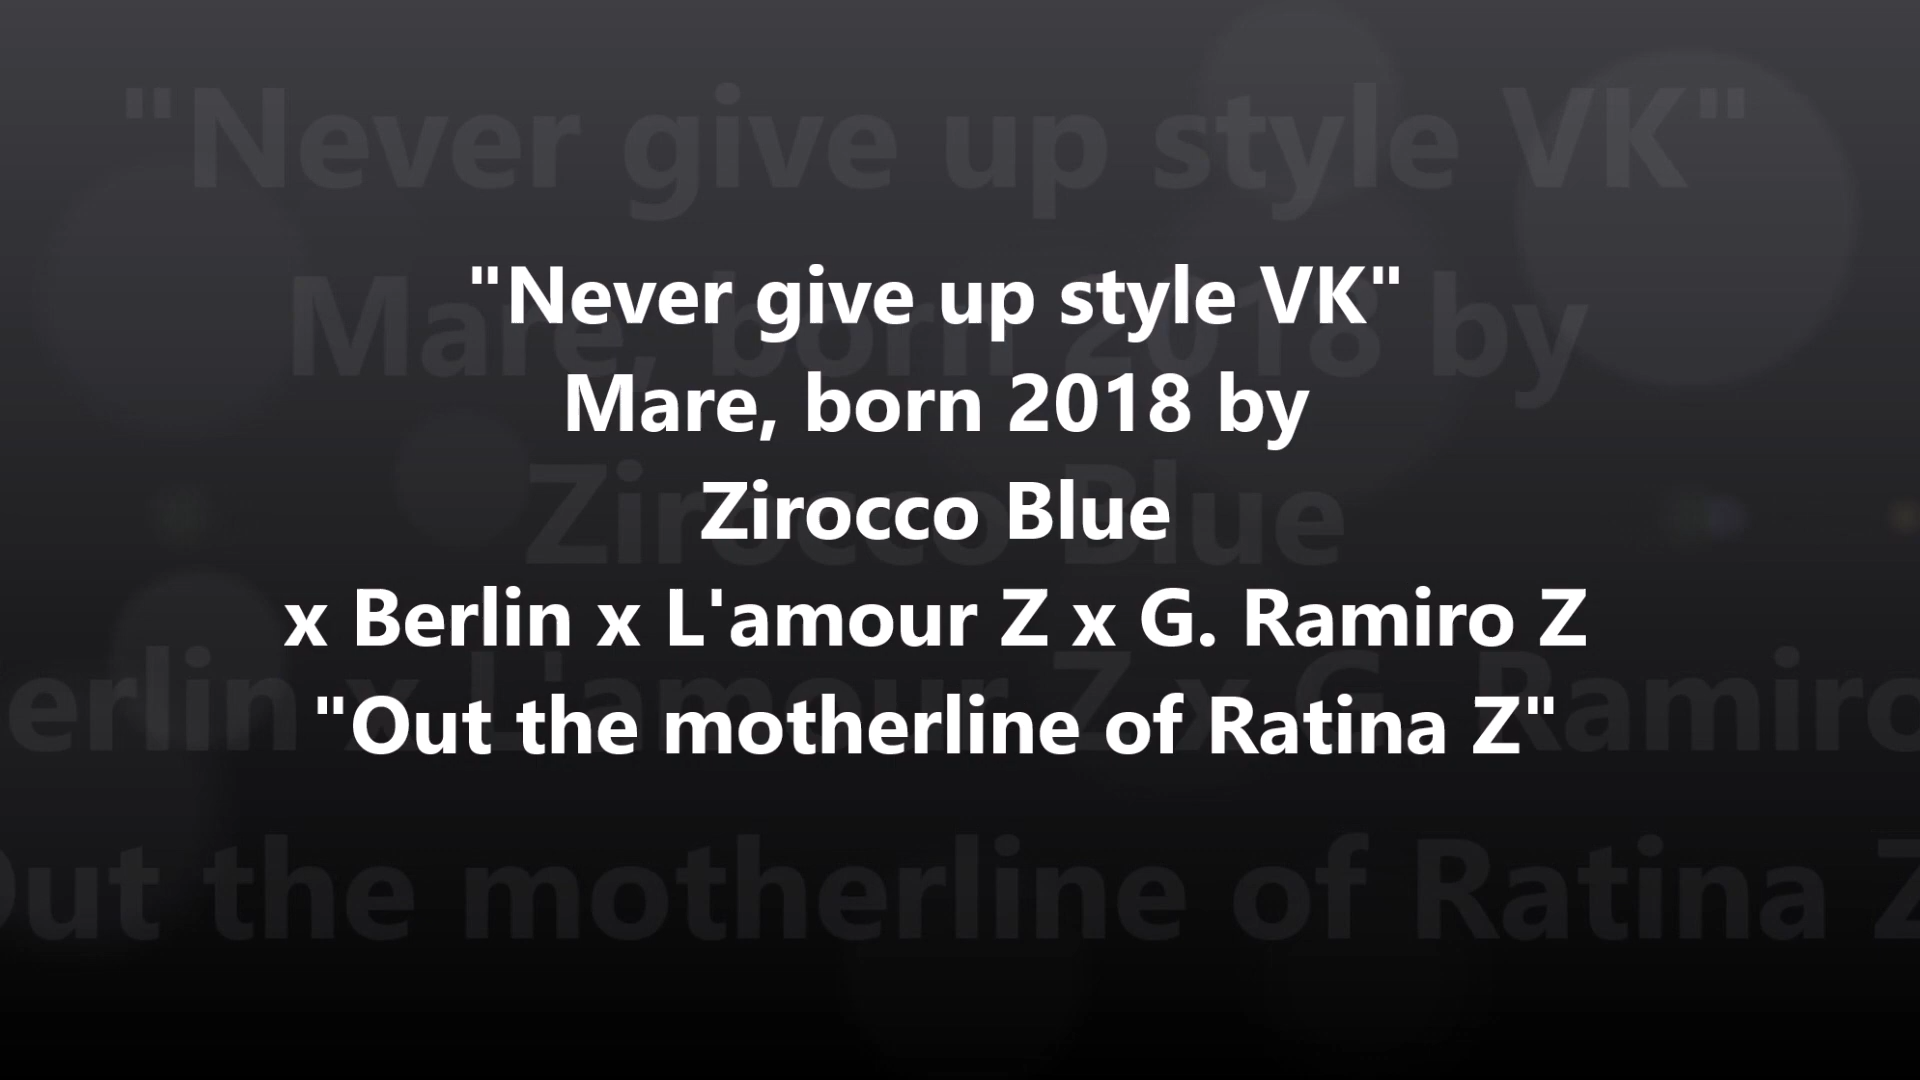 "Never give up style VK"
Mare, born 2018 by
Zirocco Blue
x Berlin x L'amour Z x G. Ramiro Z
"Out the motherline of Ratina Z"